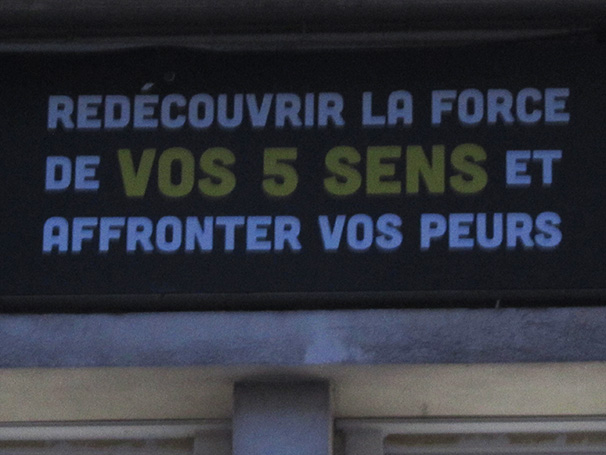 REDÉCOUVRIR LA FORCE
DE VOS 5 SENS ET
AFFRONTER VOS PEURS